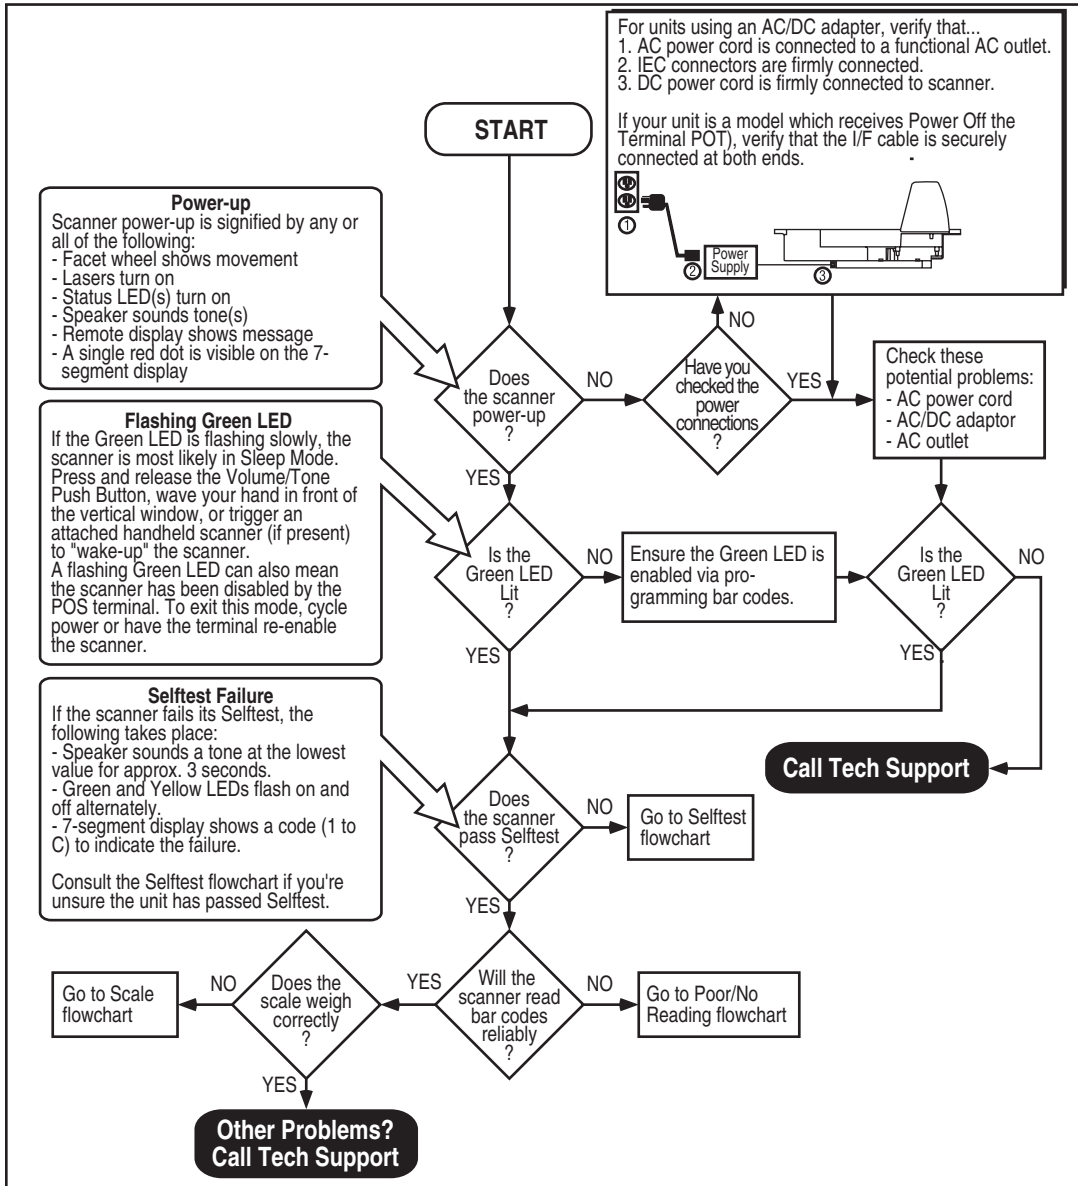 For units using an AC/DC adapter, verify that...
1. AC power cord is connected to a functional AC outlet.
2. IEC connectors are firmly connected.
3. DC power cord is firmly connected to scanner.
If your unit is a model which receives Power Off the
Terminal POT), verify that the I/F cable is securely
connected at both ends.
1
2
Power
Supply
3
START
Power-up
Scanner power-up is signified by any or
all of the following:
- Facet wheel shows movement
- Lasers turn on
- Status LED(s) turn on
- Speaker sounds tone(s)
- Remote display shows message
- A single red dot is visible on the 7-
segment display
Does
the scanner
power-up
?
NO
YES
Have you
checked the
power
connections
?
NO
YES
Check these
potential problems:
- AC power cord
- AC/DC adaptor
- AC outlet
Flashing Green LED
If the Green LED is flashing slowly, the
scanner is most likely in Sleep Mode.
Press and release the Volume/Tone
Push Button, wave your hand in front of
the vertical window, or trigger an
attached handheld scanner (if present)
to "wake-up" the scanner.
A flashing Green LED can also mean
the scanner has been disabled by the
POS terminal. To exit this mode, cycle
power or have the terminal re-enable
the scanner.
Is the
Green LED
Lit
?
NO
YES
Ensure the Green LED is
enabled via pro-
gramming bar codes.
Is the
Green LED
Lit
?
NO
YES
Call Tech Support
Selftest Failure
If the scanner fails its Selftest, the
following takes place:
- Speaker sounds a tone at the lowest
value for approx. 3 seconds.
- Green and Yellow LEDs flash on and
off alternately.
- 7-segment display shows a code (1 to
C) to indicate the failure.
Consult the Selftest flowchart if you're
unsure the unit has passed Selftest.
Does
the scanner
pass Selftest
?
NO
YES
Go to Selftest
flowchart
Will the
scanner read
bar codes
reliably
?
NO
YES
Go to Poor/No
Reading flowchart
Does the
scale weigh
correctly
?
NO
YES
Go to Scale
flowchart
Other Problems?
Call Tech Support